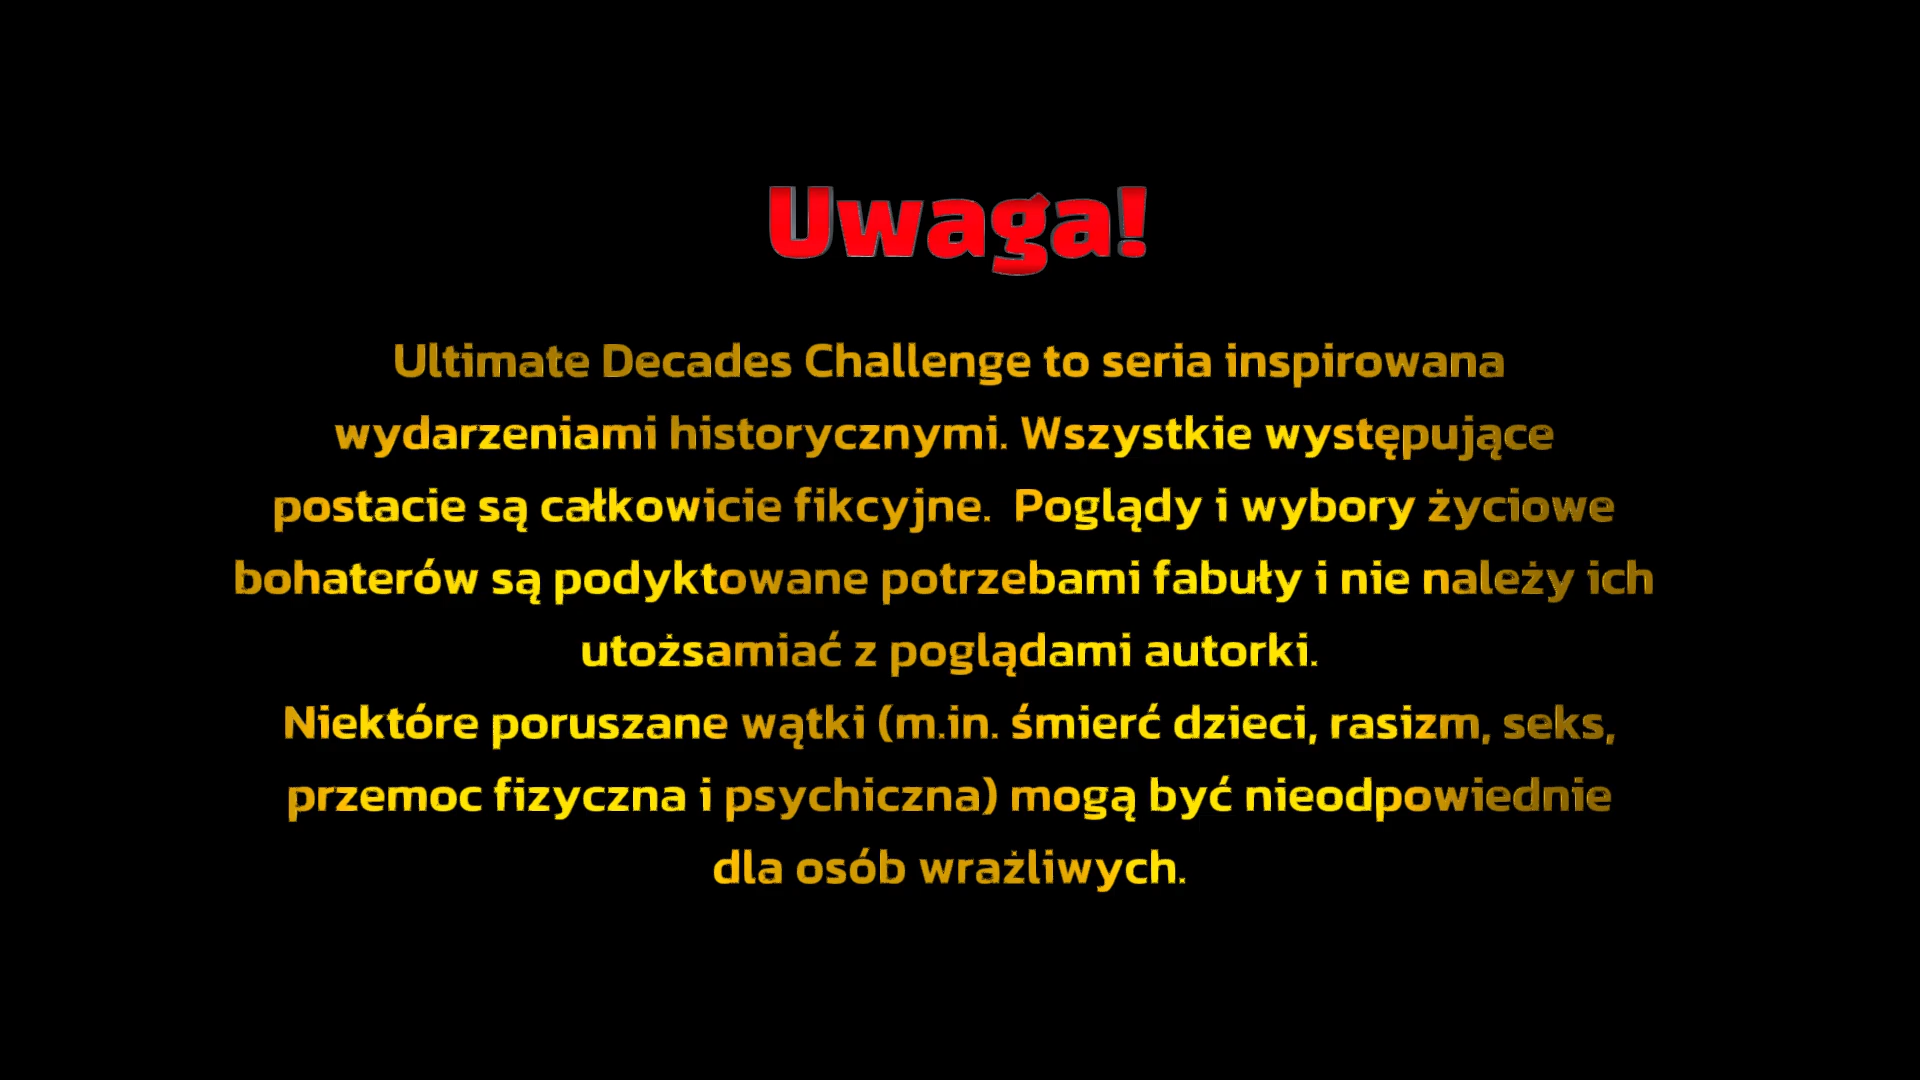 Uwaga!
Ultimate Decades Challenge to seria inspirowana
wydarzeniami historycznymi. Wszystkie występujące
postacie są całkowicie fikcyjne.  Poglądy i wybory życiowe
bohaterów są podyktowane potrzebami fabuły i nie należy ich
utożsamiać z poglądami autorki.
Niektóre poruszane wątki (m.in. śmierć dzieci, rasizm, seks,
przemoc fizyczna i psychiczna) mogą być nieodpowiednie
dla osób wrażliwych.